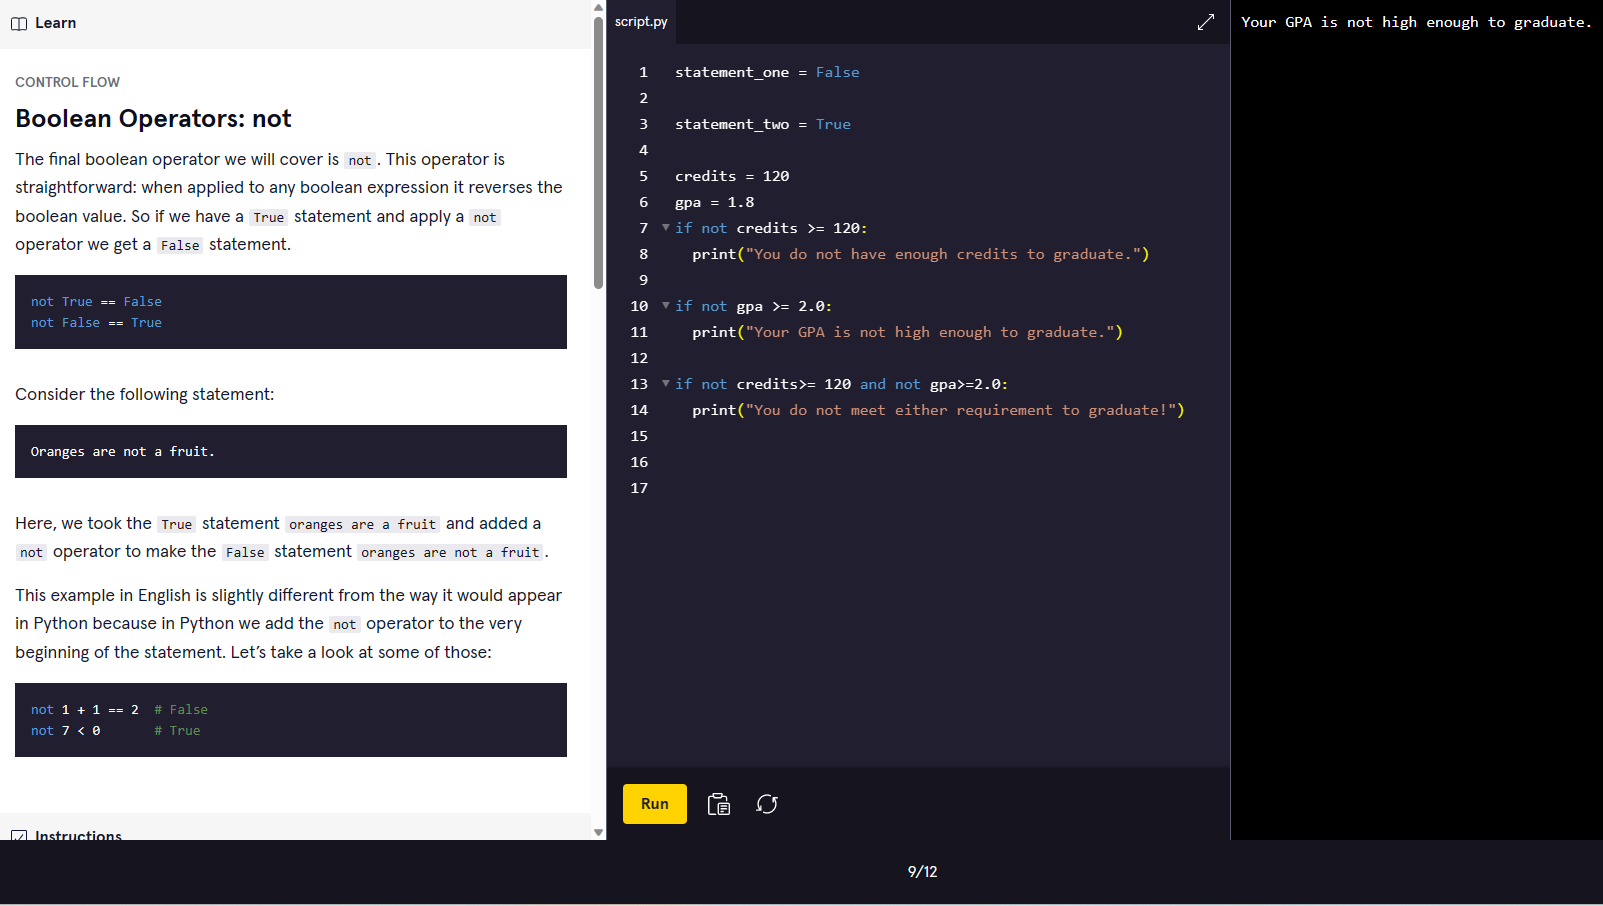 Learn
CONTROL FLOW
Boolean Operators: not
The final boolean operator we will cover is not. This operator is
straightforward: when applied to any boolean expression it reverses the
boolean value. So if we have a True statement and apply a not
operator we get a False statement.
not True == False
not False == True
Consider the following statement:
Oranges are not a fruit.
Here, we took the True statement oranges are a fruit and added a
not operator to make the False statement oranges are not a fruit.
This example in English is slightly different from the way it would appear
in Python because in Python we add the not operator to the very
beginning of the statement. Let’s take a look at some of those:
not 1 + 1 == 2  # False
not 7 < 0       # True
Instructions
script.py
1 statement_one = False
2
3 statement_two = True
4
5 credits = 120
6 gpa = 1.8
7 if not credits >= 120:
8   print("You do not have enough credits to graduate.")
9
10 if not gpa >= 2.0:
11   print("Your GPA is not high enough to graduate.")
12
13 if not credits>= 120 and not gpa>=2.0:
14   print("You do not meet either requirement to graduate!")
15
16
17
Run
Your GPA is not high enough to graduate.
9/12